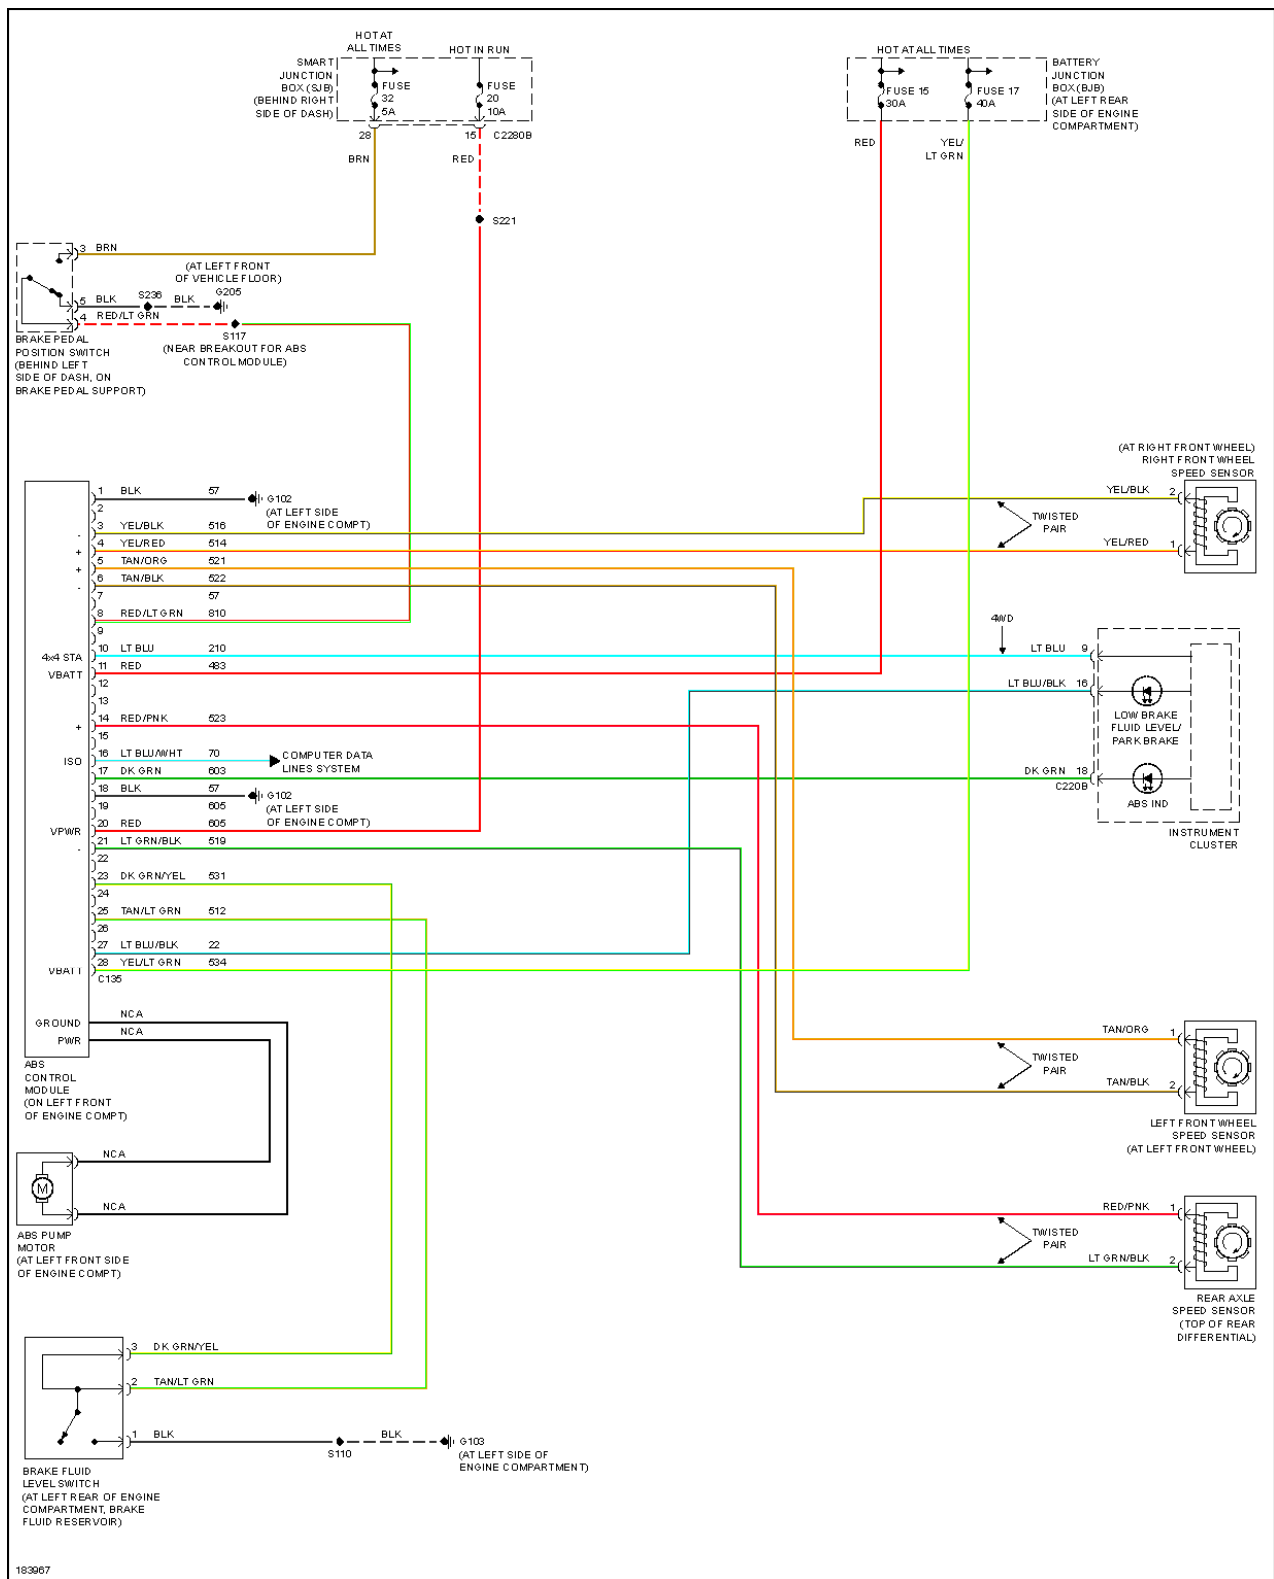 HOT AT
ALL TIMES
HOT IN RUN
SMART
JUNCTION
BOX (SJB)
(BEHIND RIGHT
SIDE OF DASH)
FUSE
32
5A
FUSE
20
10A
28
15
C2280B
BRN
RED
S221
HOT AT ALL TIMES
BATTERY
JUNCTION
BOX (BJB)
(AT LEFT REAR
SIDE OF ENGINE
COMPARTMENT)
FUSE 15
30A
FUSE 17
40A
RED
YEL/
LT GRN
3 BRN
(AT LEFT FRONT
OF VEHICLE FLOOR)
5 BLK S236 BLK G205
4 RED/LT GRN
S117
(NEAR BREAKOUT FOR ABS
CONTROL MODULE)
BRAKE PEDAL
POSITION SWITCH
(BEHIND LEFT
SIDE OF DASH, ON
BRAKE PEDAL SUPPORT)
(AT RIGHT FRONT WHEEL)
RIGHT FRONT WHEEL
SPEED SENSOR
YEL/BLK 2
TWISTED
PAIR
YEL/RED 1
1 BLK 57 G102
(AT LEFT SIDE
OF ENGINE COMPT)
2
- 3 YEL/BLK 516
+ 4 YEL/RED 514
+ 5 TAN/ORG 521
- 6 TAN/BLK 522
7 57
8 RED/LT GRN 810
9
4x4 STA 10 LT BLU 210
VBATT 11 RED 483
12
13
+ 14 RED/PNK 523
15
ISO 16 LT BLU/WHT 70 COMPUTER DATA
LINES SYSTEM
17 DK GRN 603
18 BLK 57 G102
(AT LEFT SIDE
OF ENGINE COMPT)
19 605
VPWR 20 RED 605
- 21 LT GRN/BLK 519
22
23 DK GRN/YEL 531
24
25 TAN/LT GRN 512
26
27 LT BLU/BLK 22
VBATT 28 YEL/LT GRN 534
C135
4WD
LT BLU 9
LT BLU/BLK 16
LOW BRAKE
FLUID LEVEL/
PARK BRAKE
DK GRN 18
C220B
ABS IND
INSTRUMENT
CLUSTER
GROUND NCA
PWR NCA
ABS
CONTROL
MODULE
(ON LEFT FRONT
OF ENGINE COMPT)
TAN/ORG 1
TWISTED
PAIR
TAN/BLK 2
LEFT FRONT WHEEL
SPEED SENSOR
(AT LEFT FRONT WHEEL)
NCA
M
NCA
ABS PUMP
MOTOR
(AT LEFT FRONT SIDE
OF ENGINE COMPT)
RED/PNK 1
TWISTED
PAIR
LT GRN/BLK 2
REAR AXLE
SPEED SENSOR
(TOP OF REAR
DIFFERENTIAL)
3 DK GRN/YEL
2 TAN/LT GRN
1 BLK S110 BLK G103
(AT LEFT SIDE OF
ENGINE COMPARTMENT)
BRAKE FLUID
LEVEL SWITCH
(AT LEFT REAR OF ENGINE
COMPARTMENT, BRAKE
FLUID RESERVOIR)
183967